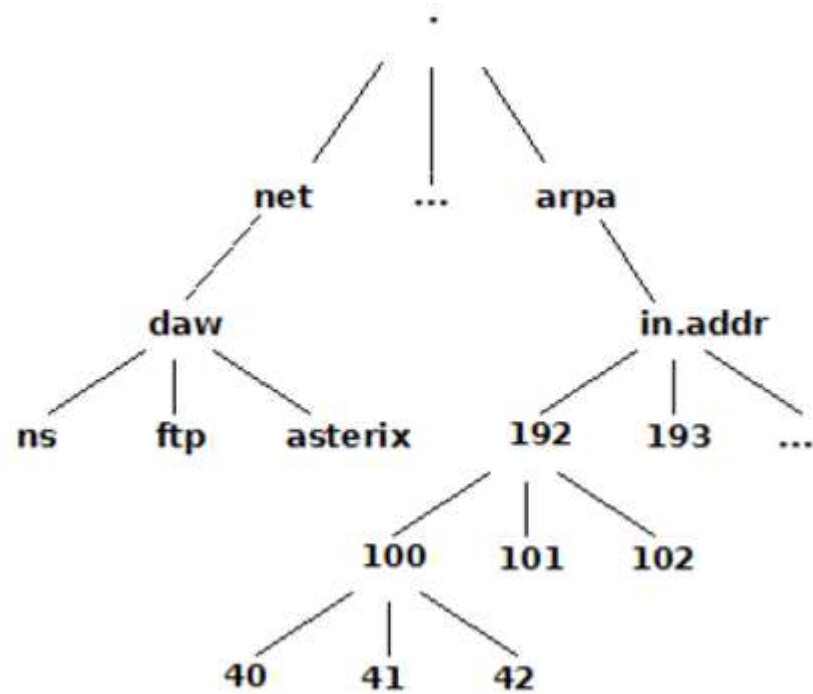 .
net ... arpa
daw in.addr
ns ftp asterix 192 193 ...
100 101 102
40 41 42